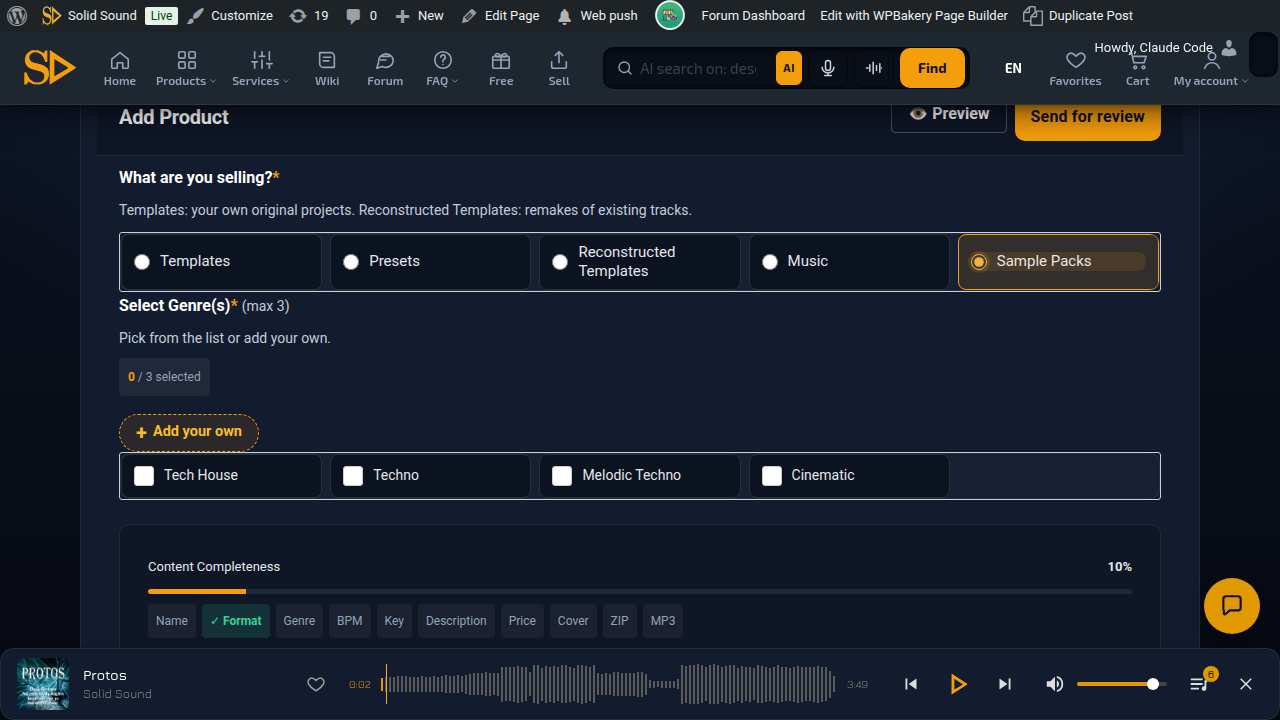 Solid Sound Live Customize 19 0 New Edit Page Web push Forum Dashboard Edit with WPBakery Page Builder Duplicate Post
Howdy, Claude Code
Home Products Services Wiki Forum FAQ Free Sell AI search on: desc AI Find EN Favorites Cart My account
Add Product Preview Send for review
What are you selling?*
Templates: your own original projects. Reconstructed Templates: remakes of existing tracks.
Templates Presets Reconstructed Templates Music Sample Packs
Select Genre(s)* (max 3)
Pick from the list or add your own.
0 / 3 selected
+ Add your own
Tech House Techno Melodic Techno Cinematic
Content Completeness 10%
Name ✓ Format Genre BPM Key Description Price Cover ZIP MP3
PROTOS
Protos
Solid Sound
0:02 3:49 6